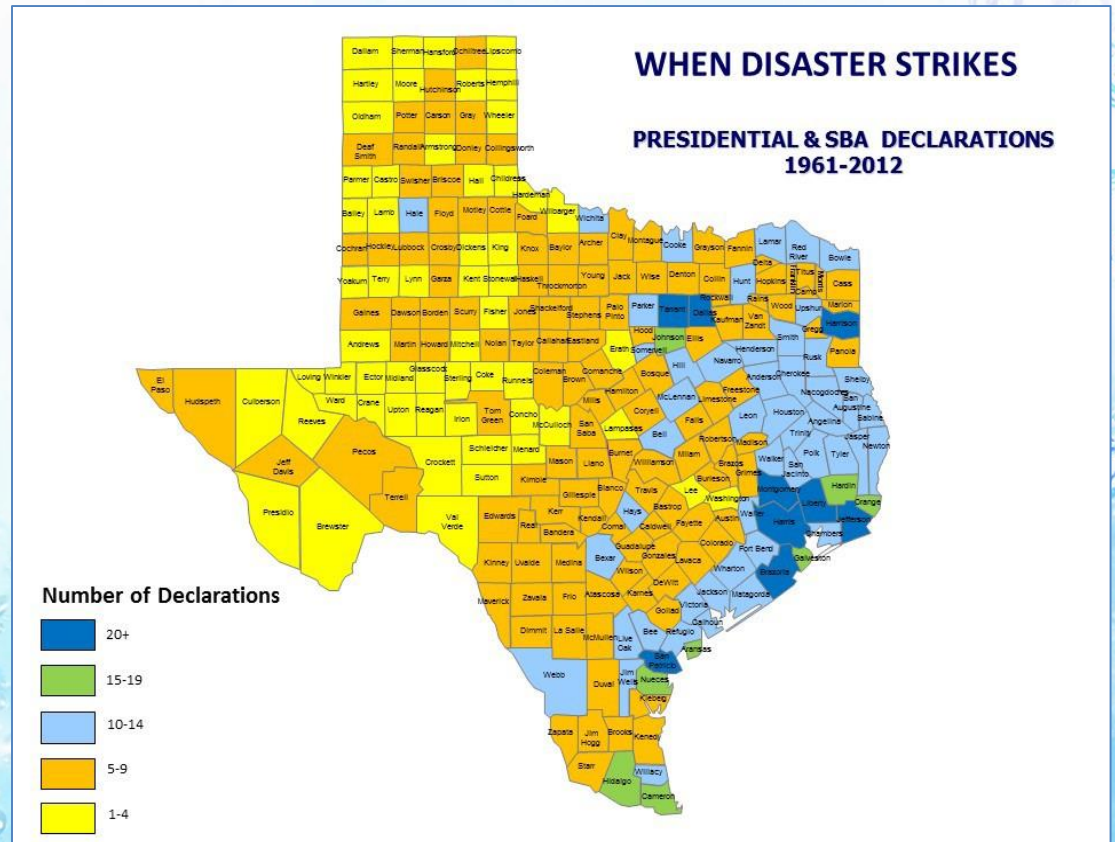 WHEN DISASTER STRIKES
PRESIDENTIAL & SBA DECLARATIONS
1961-2012
Dallam Sherman Hansford Ochiltree Lipscomb
Hartley Moore Hutchinson Roberts Hemphill
Oldham Potter Carson Gray Wheeler
Deaf Smith Randall Armstrong Donley Collingsworth
Parmer Castro Swisher Briscoe Hall Childress
Hardeman
Bailey Lamb Hale Floyd Motley Cottle Foard Wilbarger Wichita
Clay Montague Cooke Grayson Fannin Lamar Red River Bowie
Cochran Hockley Lubbock Crosby Dickens King Knox Baylor Archer
Delta Franklin Titus Morris Camp Cass
Yoakum Terry Lynn Garza Kent Stonewall Haskell Throckmorton Young Jack Wise Denton Collin Hunt Hopkins
Rockwall Rains Wood Upshur Marion
Gaines Dawson Borden Scurry Fisher Jones Shackelford Stephens Palo Pinto Parker Tarrant Dallas Kaufman Van Zandt Gregg Harrison
Hood Johnson Ellis Smith Rusk Panola
Andrews Martin Howard Mitchell Nolan Taylor Callahan Eastland Erath Somervell Hill Navarro Henderson
El Paso Hudspeth Culberson Loving Winkler Ector Midland Glasscock Sterling Coke Runnels Coleman Brown Comanche Bosque Freestone Anderson Cherokee Nacogdoches Shelby
Reeves Ward Crane Upton Reagan Irion Tom Green Concho McCulloch Mills Hamilton McLennan Limestone Leon Houston Angelina San Augustine Sabine
San Saba Lampasas Coryell Bell Falls Robertson Madison Trinity Jasper Newton
Jeff Davis Pecos Crockett Schleicher Menard Mason Llano Burnet Williamson Milam Brazos Grimes Walker San Jacinto Polk Tyler
Presidio Brewster Terrell Val Verde Sutton Kimble Gillespie Blanco Travis Lee Burleson Washington Montgomery Liberty Hardin Orange
Edwards Real Kerr Bandera Kendall Comal Hays Caldwell Bastrop Fayette Austin Waller Harris Chambers Jefferson
Kinney Uvalde Medina Bexar Guadalupe Gonzales Lavaca Colorado Fort Bend Galveston
Wilson Wharton Brazoria
Maverick Zavala Frio Atascosa Karnes DeWitt Jackson Matagorda
Goliad Victoria Calhoun
Dimmit La Salle McMullen Live Oak Bee Refugio Aransas
San Patricio
Webb Duval Jim Wells Nueces
Kleberg
Zapata Jim Hogg Brooks Kenedy
Starr Hidalgo Willacy
Cameron
Number of Declarations
20+
15-19
10-14
5-9
1-4